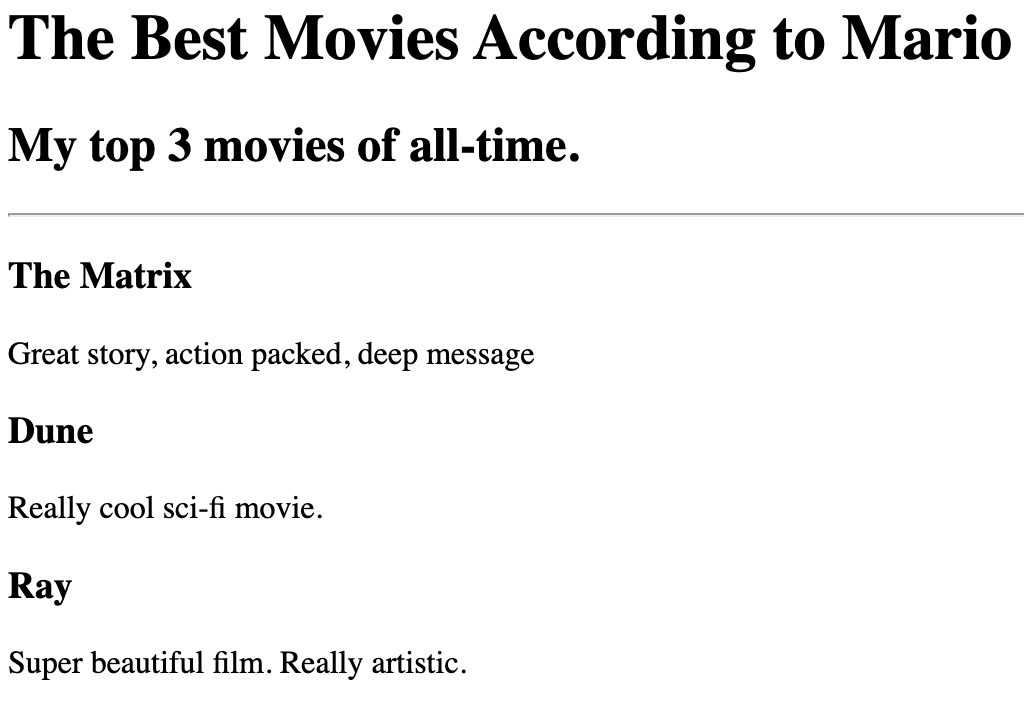 The Best Movies According to Mario
My top 3 movies of all-time.
The Matrix
Great story, action packed, deep message
Dune
Really cool sci-fi movie.
Ray
Super beautiful film. Really artistic.